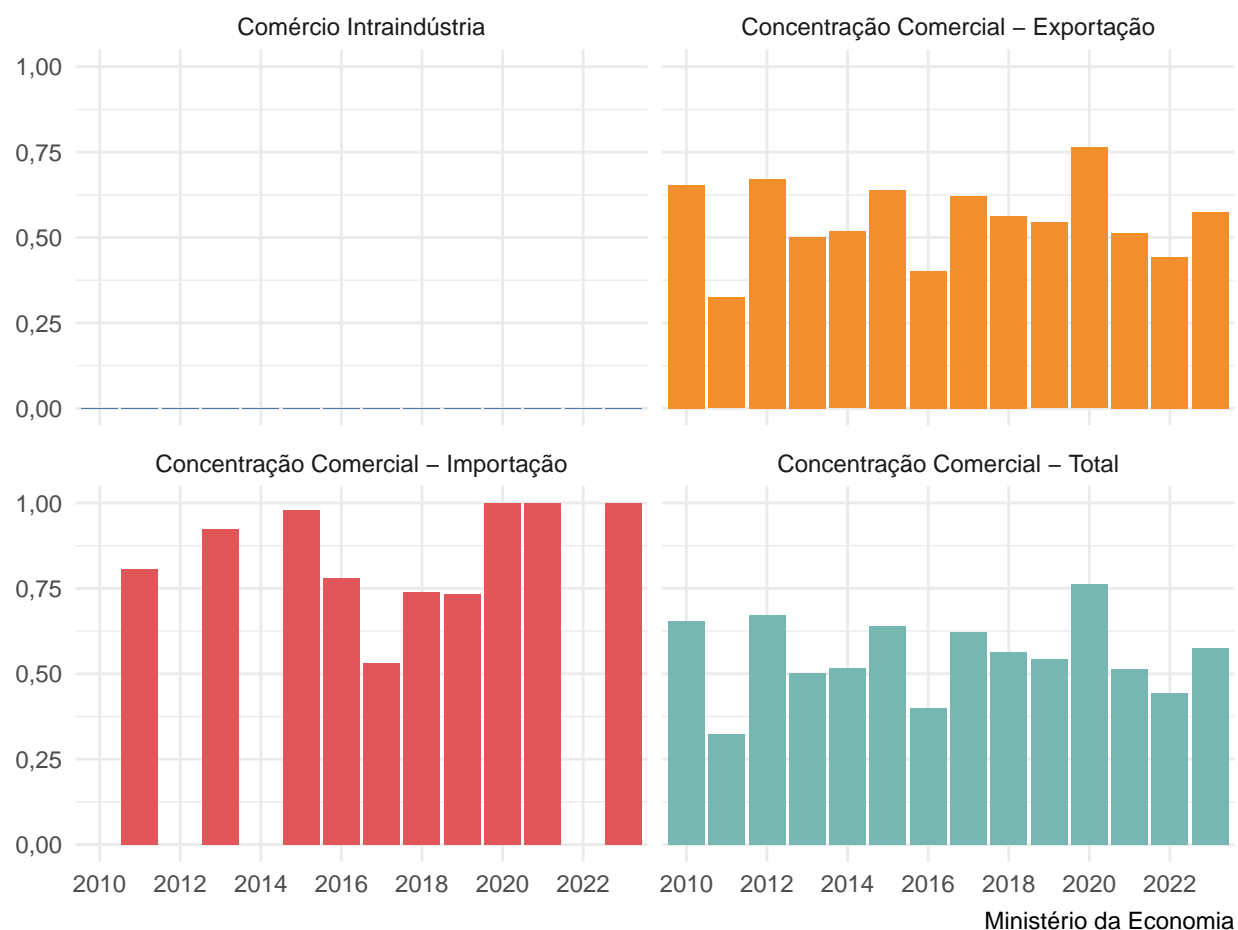 Comércio Intraindústria
Concentração Comercial – Exportação
1,00
0,75
0,50
0,25
0,00
Concentração Comercial – Importação
Concentração Comercial – Total
1,00
0,75
0,50
0,25
0,00
2010 2012 2014 2016 2018 2020 2022
2010 2012 2014 2016 2018 2020 2022
Ministério da Economia